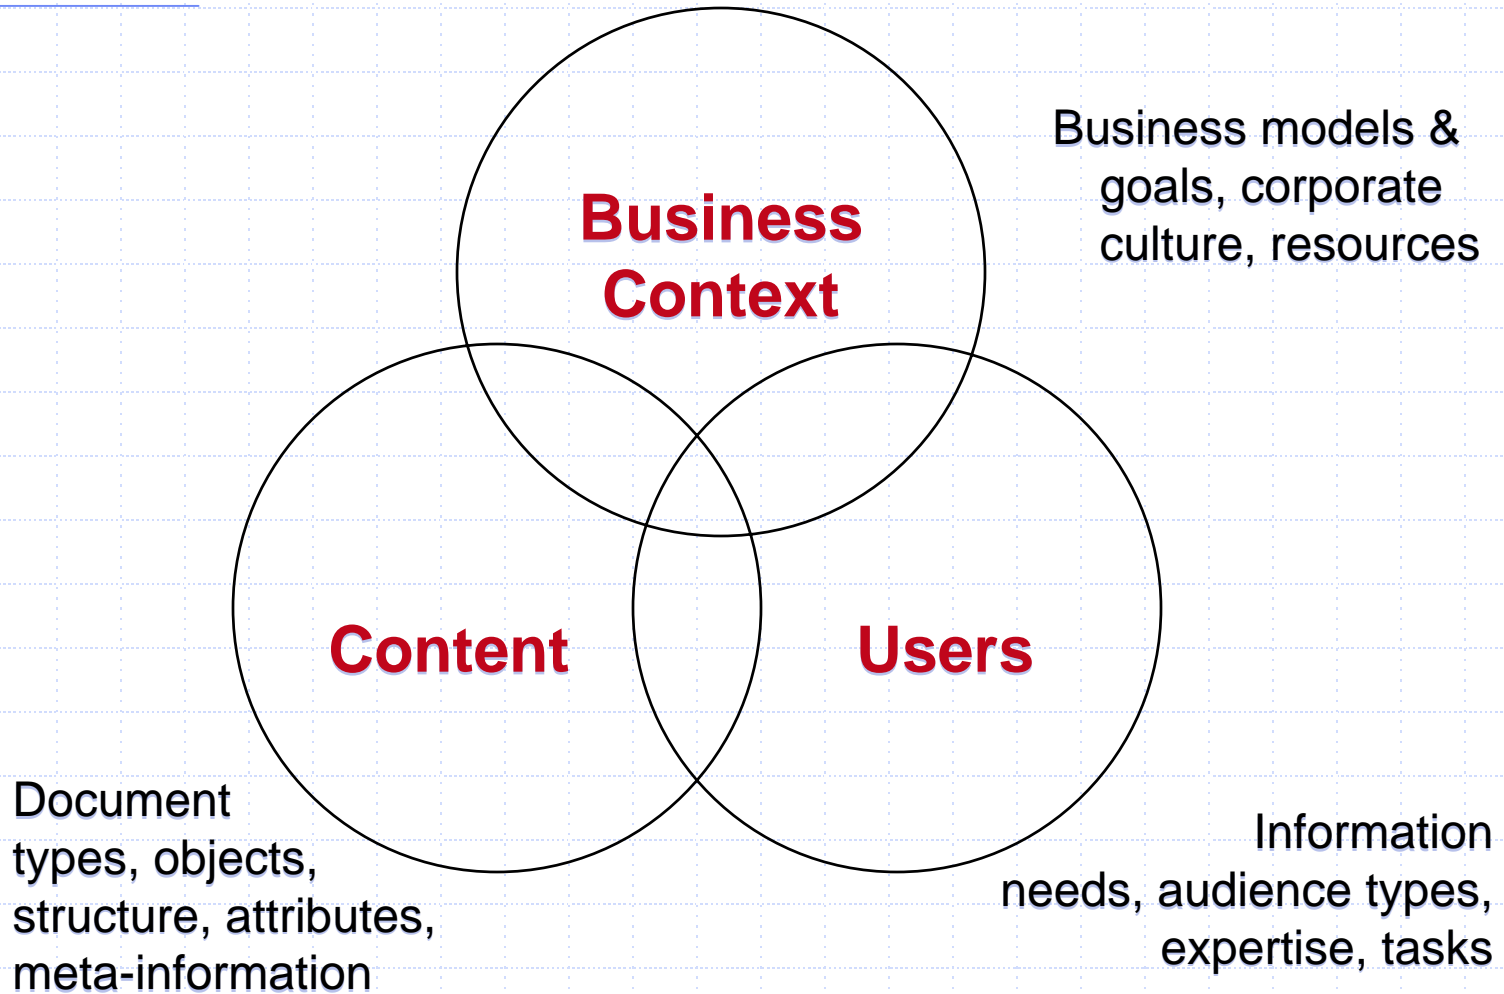 Business models &
goals, corporate
culture, resources
Business
Context
Content
Users
Document
types, objects,
structure, attributes,
meta-information
Information
needs, audience types,
expertise, tasks